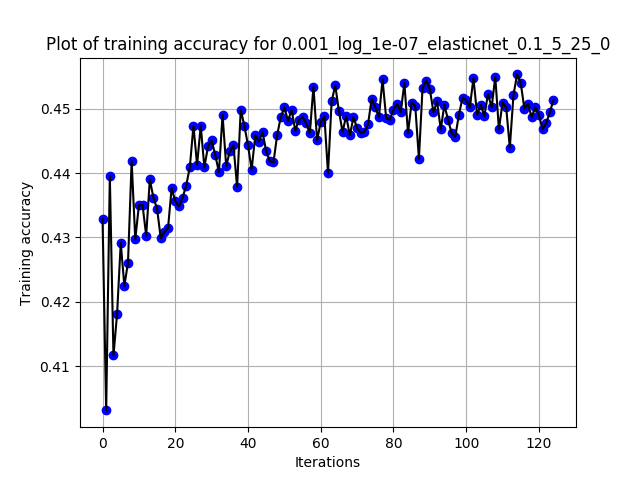 Plot of training accuracy for 0.001_log_1e-07_elasticnet_0.1_5_25_0
0.45
0.44
0.43
0.42
0.41
Training accuracy
0 20 40 60 80 100 120
Iterations